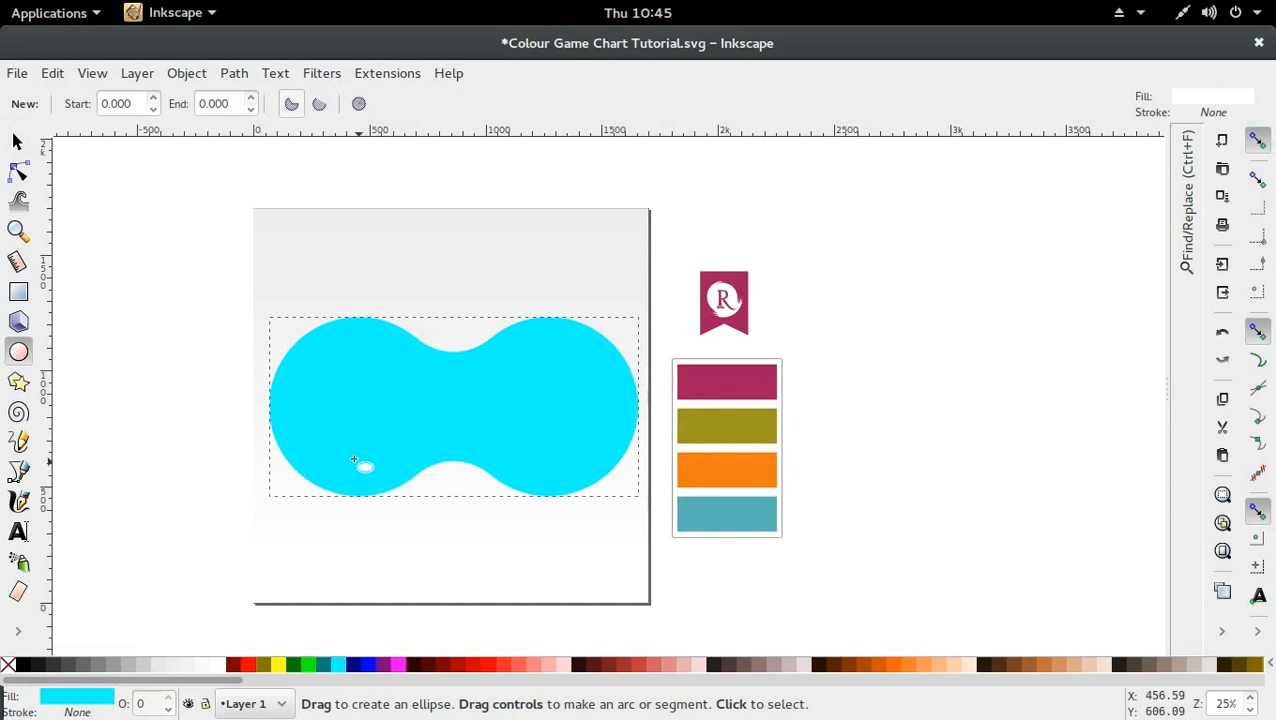 Applications Inkscape Thu 10:45
*Colour Game Chart Tutorial.svg – Inkscape
File Edit View Layer Object Path Text Filters Extensions Help
New: Start: 0.000 End: 0.000 Fill:
Stroke: None
-500 0 500 1000 1500 2k 2500 3k 3500
Find/Replace (Ctrl+F)
R
A
A
Fill: O: 0 •Layer 1 Drag to create an ellipse. Drag controls to make an arc or segment. Click to select. X: 456.59 Z: 25%
Stroke: None Y: 606.09